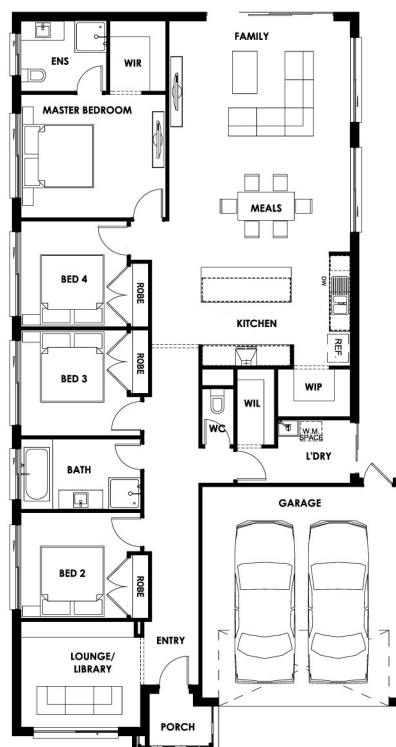 FAMILY
ENS
WIR
MASTER BEDROOM
MEALS
BED 4
ROBE
DW
KITCHEN
REF.
BED 3
ROBE
WIP
WIL
WC
W.M.
SPACE
L'DRY
BATH
GARAGE
BED 2
ROBE
ENTRY
LOUNGE/
LIBRARY
PORCH